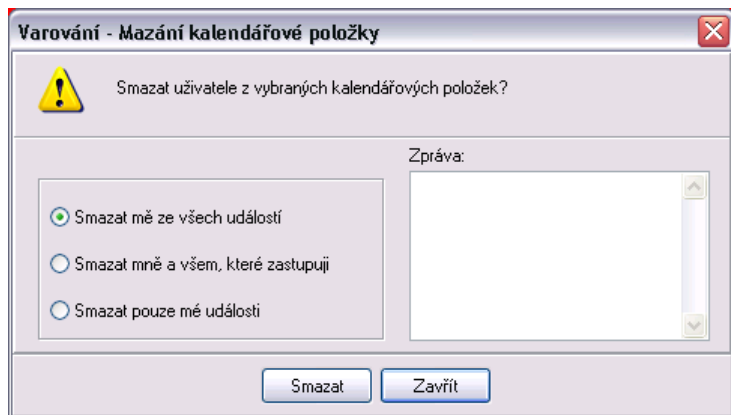 Varování - Mazání kalendářové položky
Smazat uživatele z vybraných kalendářových položek?
Zpráva:
Smazat mě ze všech událostí
Smazat mně a všem, které zastupuji
Smazat pouze mé události
Smazat
Zavřít